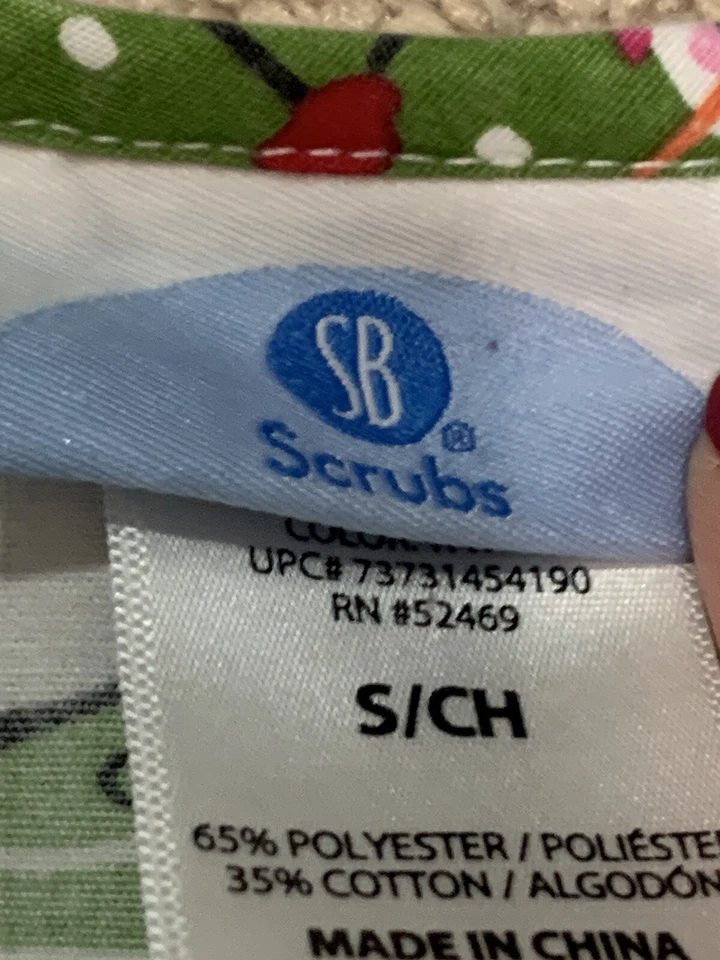 SB
®
Scrubs
UPC# 73731454190
RN #52469
S/CH
65% POLYESTER / POLIÉSTE
35% COTTON / ALGODÓN
MADE IN CHINA